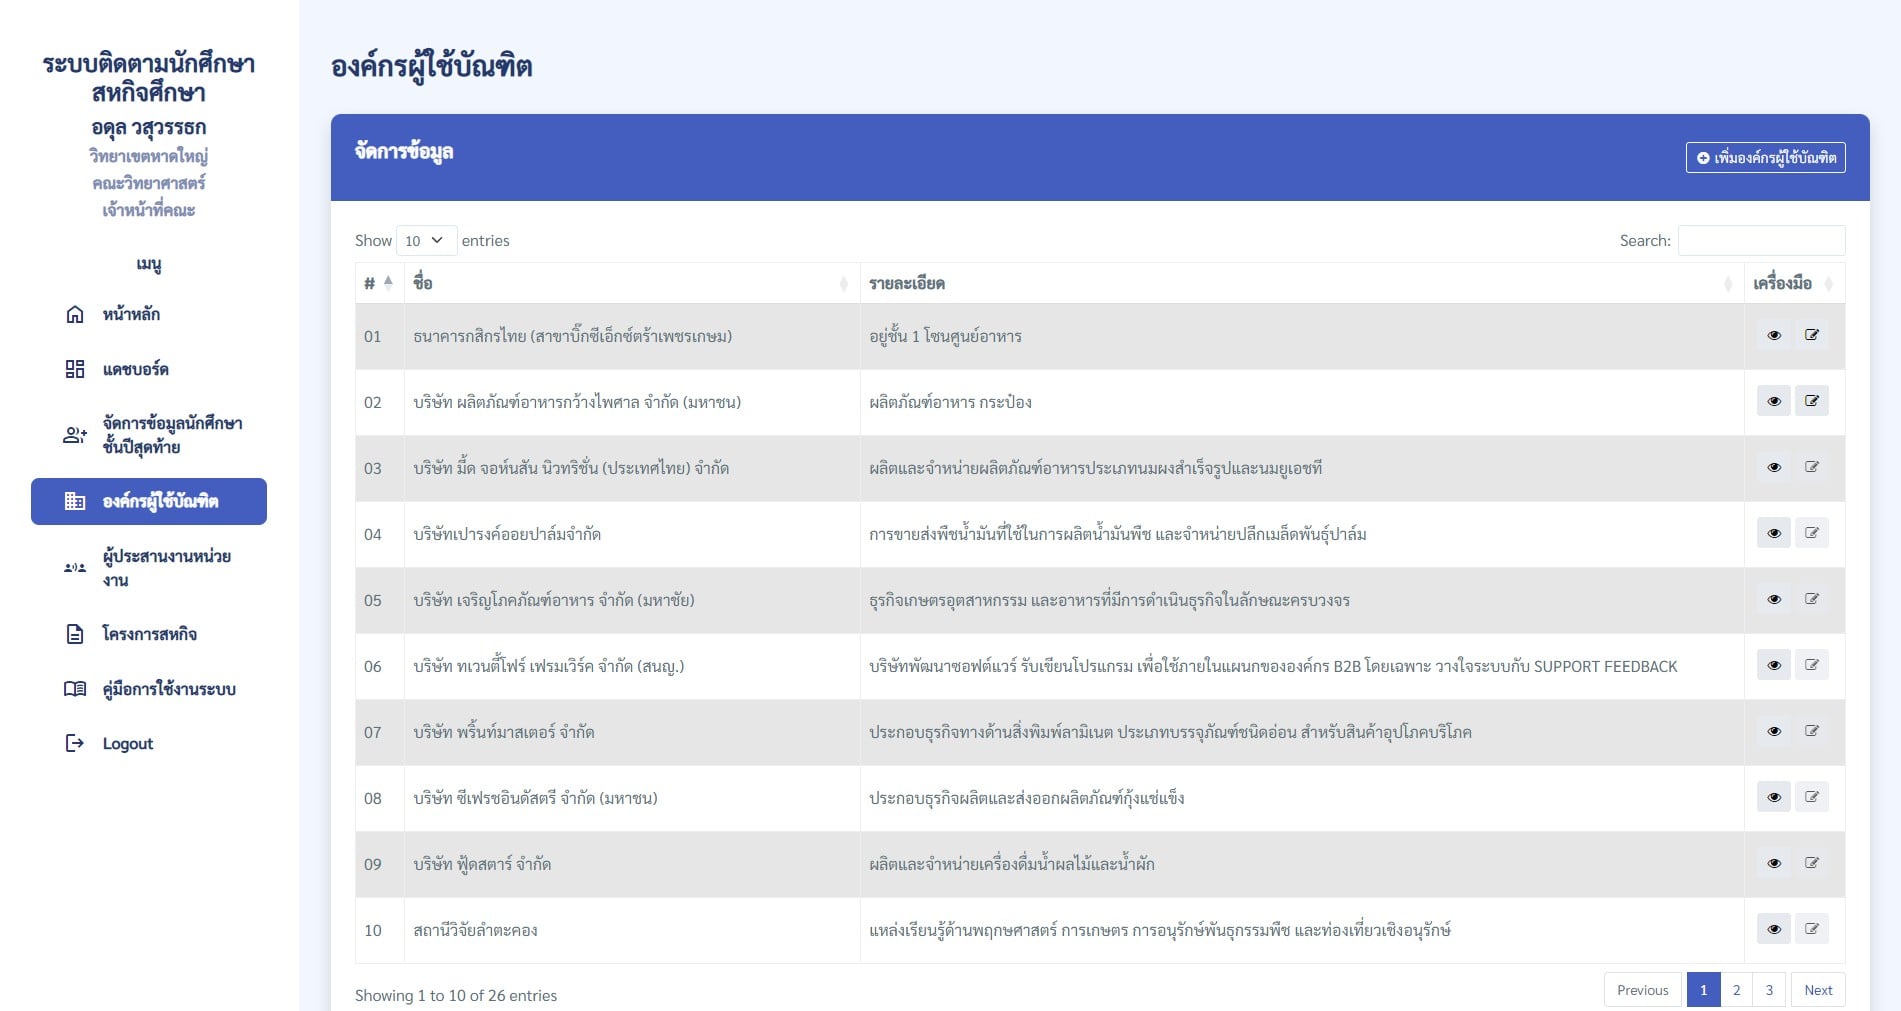 ระบบติดตามนักศึกษา
สหกิจศึกษา
อดุล วสุวรรธก
วิทยาเขตหาดใหญ่
คณะวิทยาศาสตร์
เจ้าหน้าที่คณะ
เมนู
หน้าหลัก
แดชบอร์ด
จัดการข้อมูลนักศึกษา
ชั้นปีสุดท้าย
องค์กรผู้ใช้บัณฑิต
ผู้ประสานงานหน่วย
งาน
โครงการสหกิจ
คู่มือการใช้งานระบบ
Logout
องค์กรผู้ใช้บัณฑิต
จัดการข้อมูล
เพิ่มองค์กรผู้ใช้บัณฑิต
Show 10 entries
Search:
# ชื่อ รายละเอียด เครื่องมือ
01 ธนาคารกสิกรไทย (สาขาบิ๊กซีเอ็กซ์ตร้าเพชรเกษม) อยู่ชั้น 1 โซนศูนย์อาหาร
02 บริษัท ผลิตภัณฑ์อาหารกว้างไพศาล จำกัด (มหาชน) ผลิตภัณฑ์อาหาร กระป๋อง
03 บริษัท มี้ด จอห์นสัน นิวทริชั่น (ประเทศไทย) จำกัด ผลิตและจำหน่ายผลิตภัณฑ์อาหารประเภทนมผงสำเร็จรูปและนมยูเอชที
04 บริษัทเปารงค์ออยปาล์มจำกัด การขายส่งพืชน้ำมันที่ใช้ในการผลิตน้ำมันพืช และจำหน่ายปลีกเมล็ดพันธุ์ปาล์ม
05 บริษัท เจริญโภคภัณฑ์อาหาร จำกัด (มหาชัย) ธุรกิจเกษตรอุตสาหกรรม และอาหารที่มีการดำเนินธุรกิจในลักษณะครบวงจร
06 บริษัท ทเวนตี้โฟร์ เฟรมเวิร์ค จำกัด (สนญ.) บริษัทพัฒนาซอฟต์แวร์ รับเขียนโปรแกรม เพื่อใช้ภายในแผนกขององค์กร B2B โดยเฉพาะ วางใจระบบกับ SUPPORT FEEDBACK
07 บริษัท พริ้นท์มาสเตอร์ จำกัด ประกอบธุรกิจทางด้านสิ่งพิมพ์ลามิเนต ประเภทบรรจุภัณฑ์ชนิดอ่อน สำหรับสินค้าอุปโภคบริโภค
08 บริษัท ซีเฟรชอินดัสตรี จำกัด (มหาชน) ประกอบธุรกิจผลิตและส่งออกผลิตภัณฑ์กุ้งแช่แข็ง
09 บริษัท ฟู้ดสตาร์ จำกัด ผลิตและจำหน่ายเครื่องดื่มน้ำผลไม้และน้ำผัก
10 สถานีวิจัยลำตะคอง แหล่งเรียนรู้ด้านพฤกษศาสตร์ การเกษตร การอนุรักษ์พันธุกรรมพืช และท่องเที่ยวเชิงอนุรักษ์
Showing 1 to 10 of 26 entries
Previous 1 2 3 Next